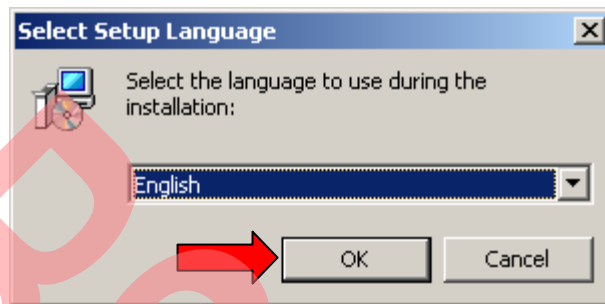 Select Setup Language
Select the language to use during the
installation:
English
OK
Cancel